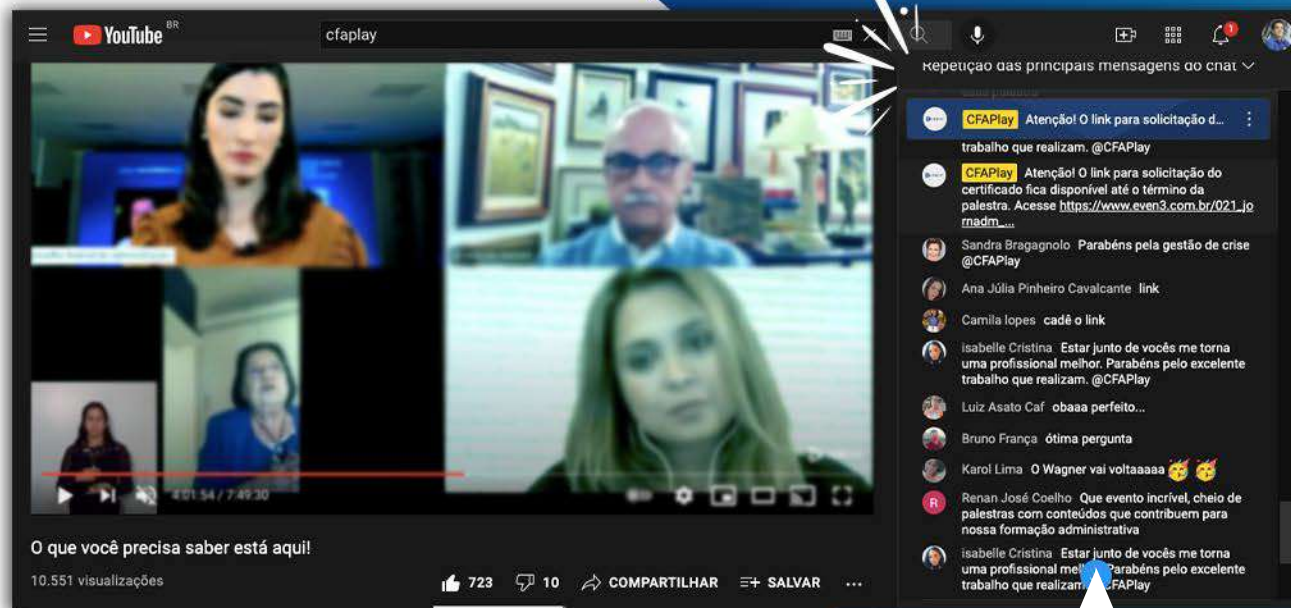 YouTube BR
cfaplay
Repetição das principais mensagens do chat
CFAPlay Atenção! O link para solicitação d...
trabalho que realizam. @CFAPlay
CFAPlay Atenção! O link para solicitação do
certificado fica disponível até o término da
palestra. Acesse https://www.even3.com.br/021_jo
rnadm_...
Sandra Bragagnolo Parabéns pela gestão de crise
@CFAPlay
Ana Júlia Pinheiro Cavalcante link
Camila lopes cadê o link
isabelle Cristina Estar junto de vocês me torna
uma profissional melhor. Parabéns pelo excelente
trabalho que realizam. @CFAPlay
Luiz Asato Caf obaaa perfeito...
Bruno França ótima pergunta
Karol Lima O Wagner vai voltaaaaa 🥳 🥳
R
Renan José Coelho Que evento incrível, cheio de
palestras com conteúdos que contribuem para
nossa formação administrativa
isabelle Cristina Estar junto de vocês me torna
uma profissional Parabéns pelo excelente
trabalho que CFAPlay
4:01:54 / 7:49:30
O que você precisa saber está aqui!
10.551 visualizações
723 10 COMPARTILHAR SALVAR ...
1